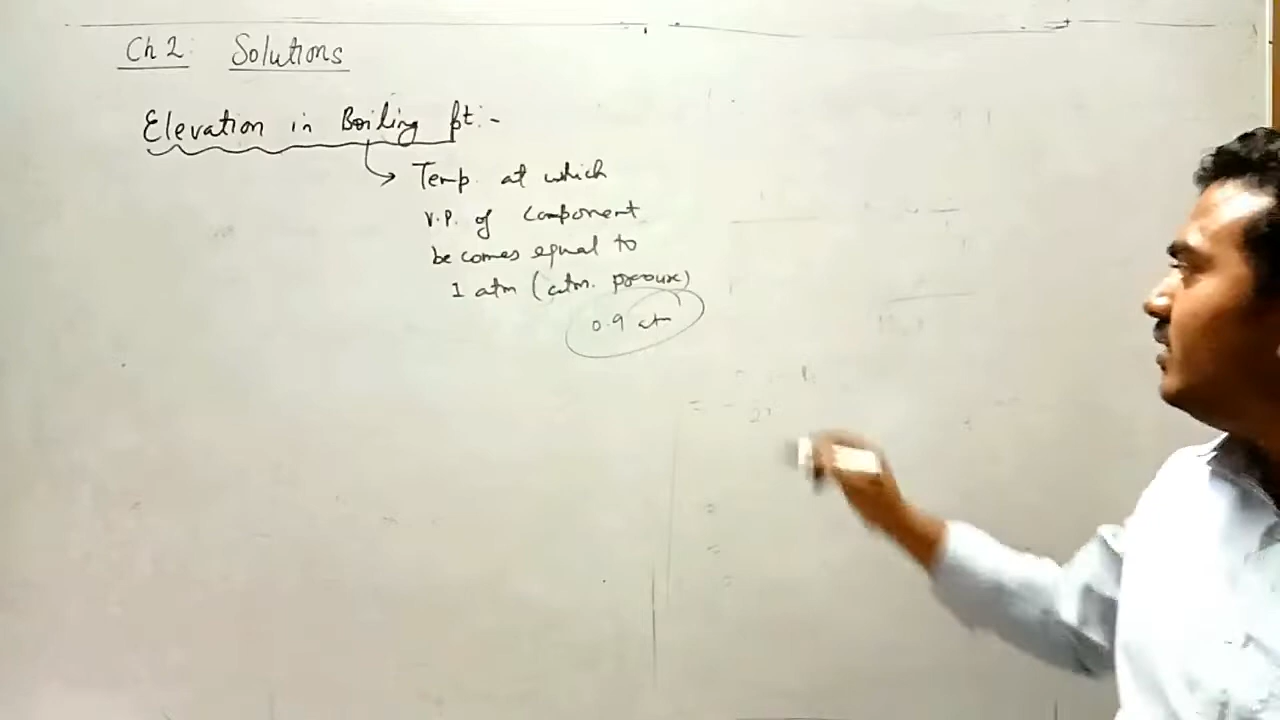 Ch 2: Solutions
Elevation in Boiling pt:-
Temp. at which
V.P. of component
becomes equal to
1 atm (atm. pressure)
0.9 atm